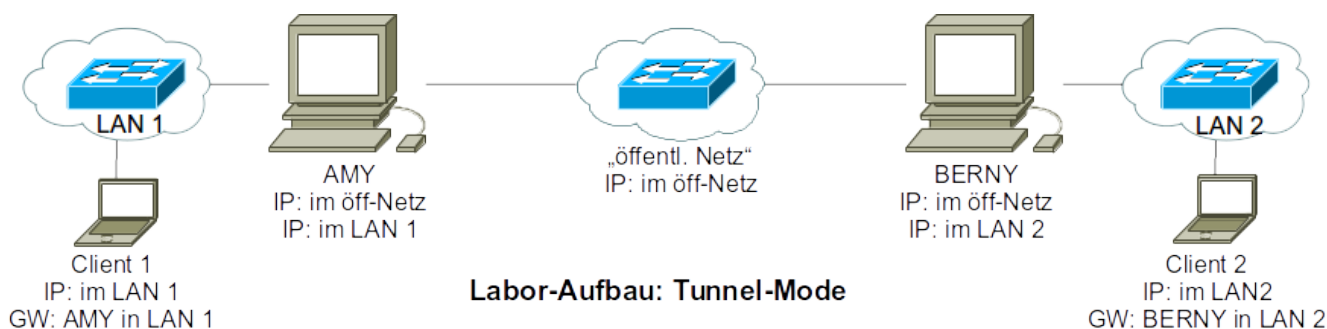 LAN 1
AMY
IP: im öff-Netz
IP: im LAN 1
„öffentl. Netz“
IP: im öff-Netz
BERNY
IP: im öff-Netz
IP: im LAN 2
LAN 2
Client 1
IP: im LAN 1
GW: AMY in LAN 1
Labor-Aufbau: Tunnel-Mode
Client 2
IP: im LAN2
GW: BERNY in LAN 2